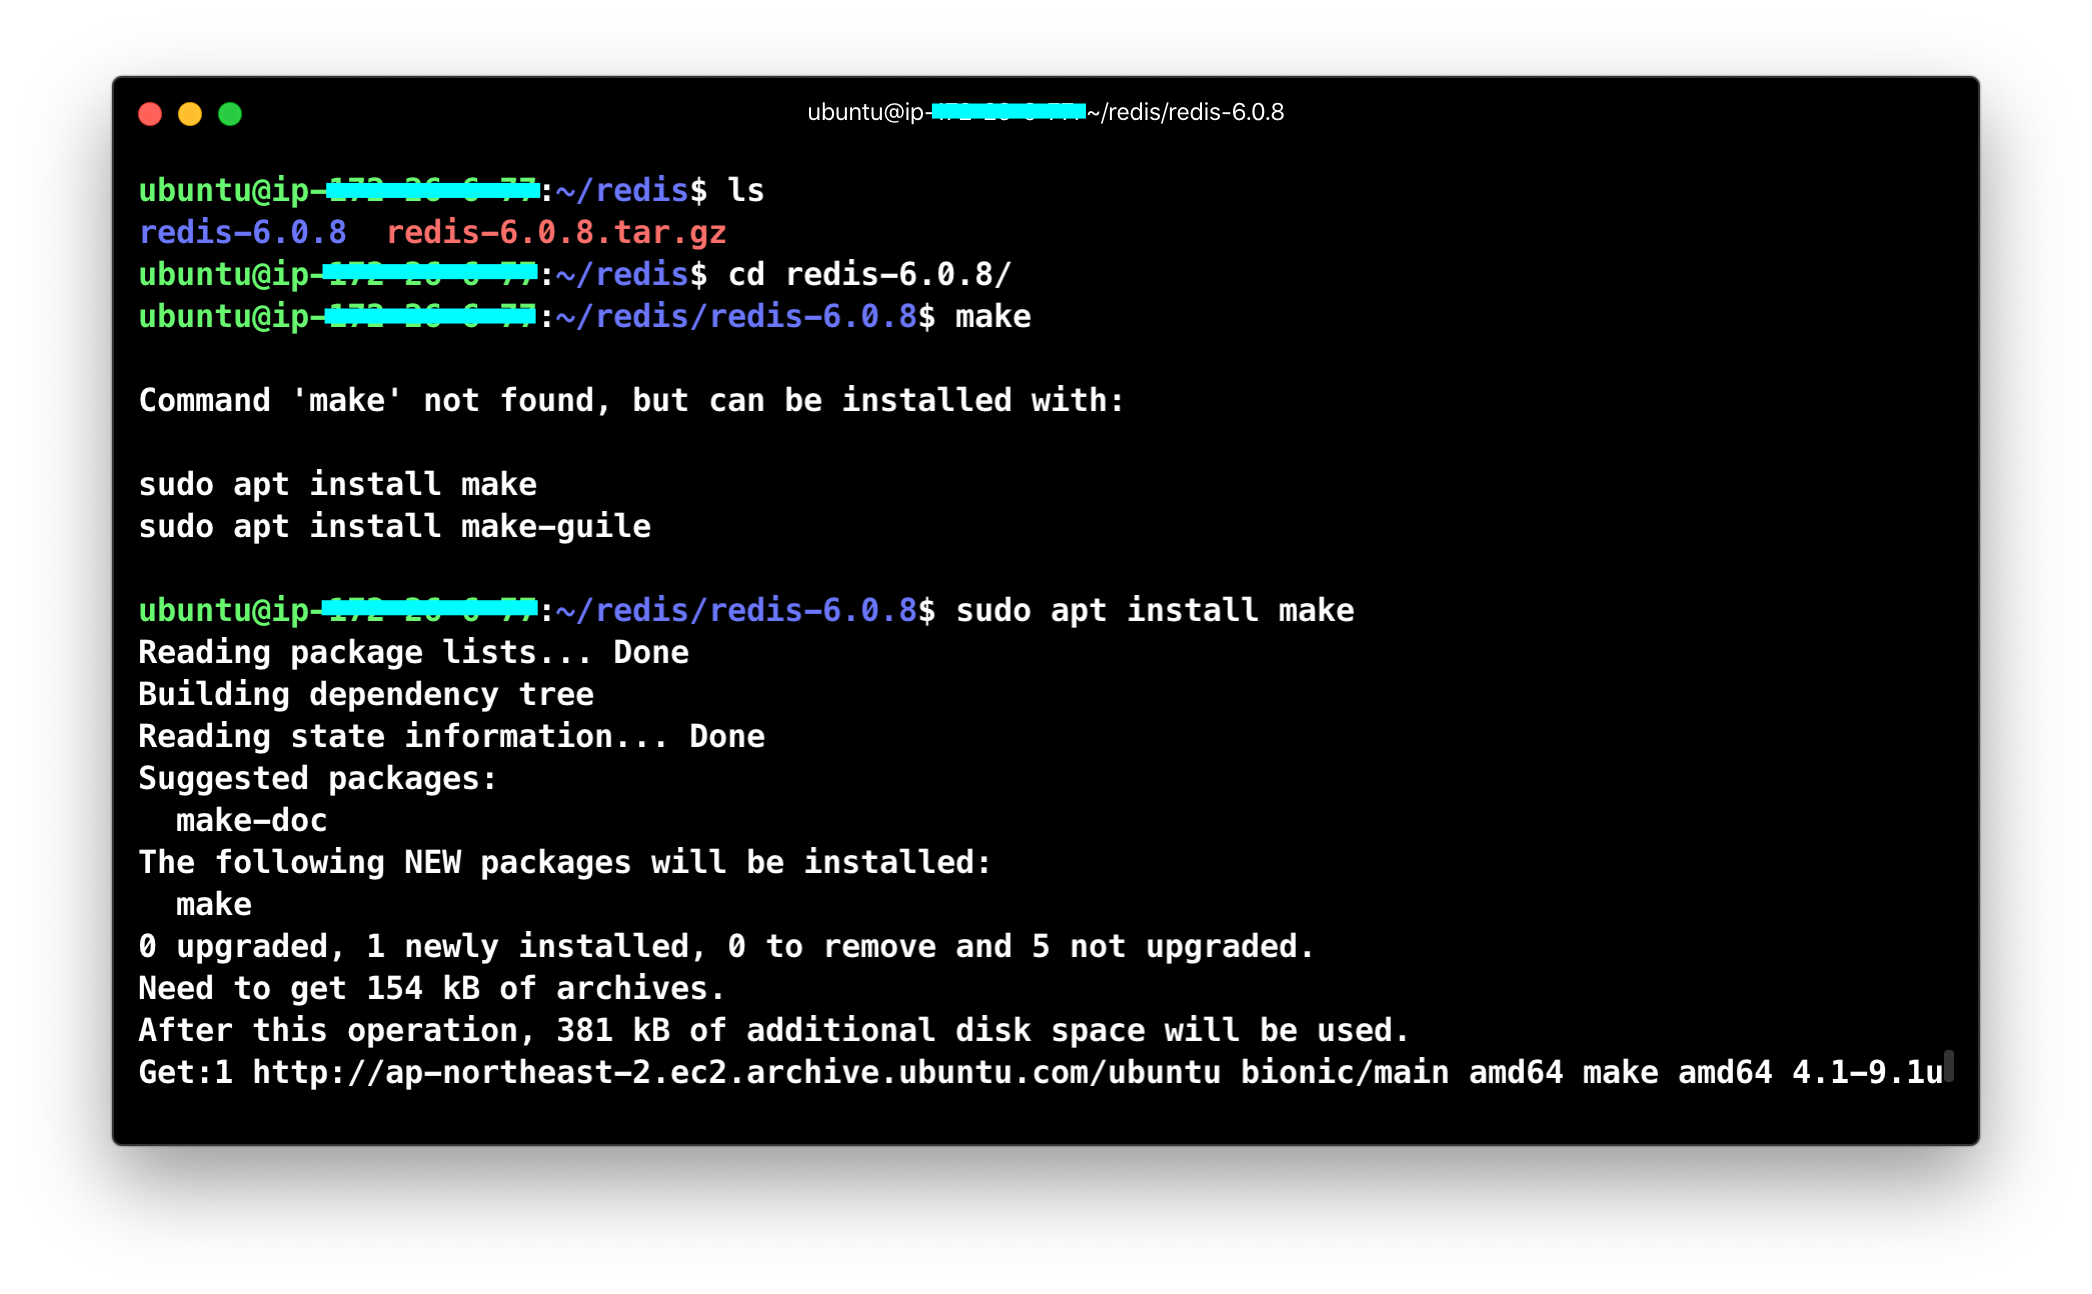 ubuntu@ip- ~/redis/redis-6.0.8
ubuntu@ip- :~/redis$ ls
redis-6.0.8  redis-6.0.8.tar.gz
ubuntu@ip- :~/redis$ cd redis-6.0.8/
ubuntu@ip- :~/redis/redis-6.0.8$ make
Command 'make' not found, but can be installed with:
sudo apt install make
sudo apt install make-guile
ubuntu@ip- :~/redis/redis-6.0.8$ sudo apt install make
Reading package lists... Done
Building dependency tree
Reading state information... Done
Suggested packages:
  make-doc
The following NEW packages will be installed:
  make
0 upgraded, 1 newly installed, 0 to remove and 5 not upgraded.
Need to get 154 kB of archives.
After this operation, 381 kB of additional disk space will be used.
Get:1 http://ap-northeast-2.ec2.archive.ubuntu.com/ubuntu bionic/main amd64 make amd64 4.1-9.1u